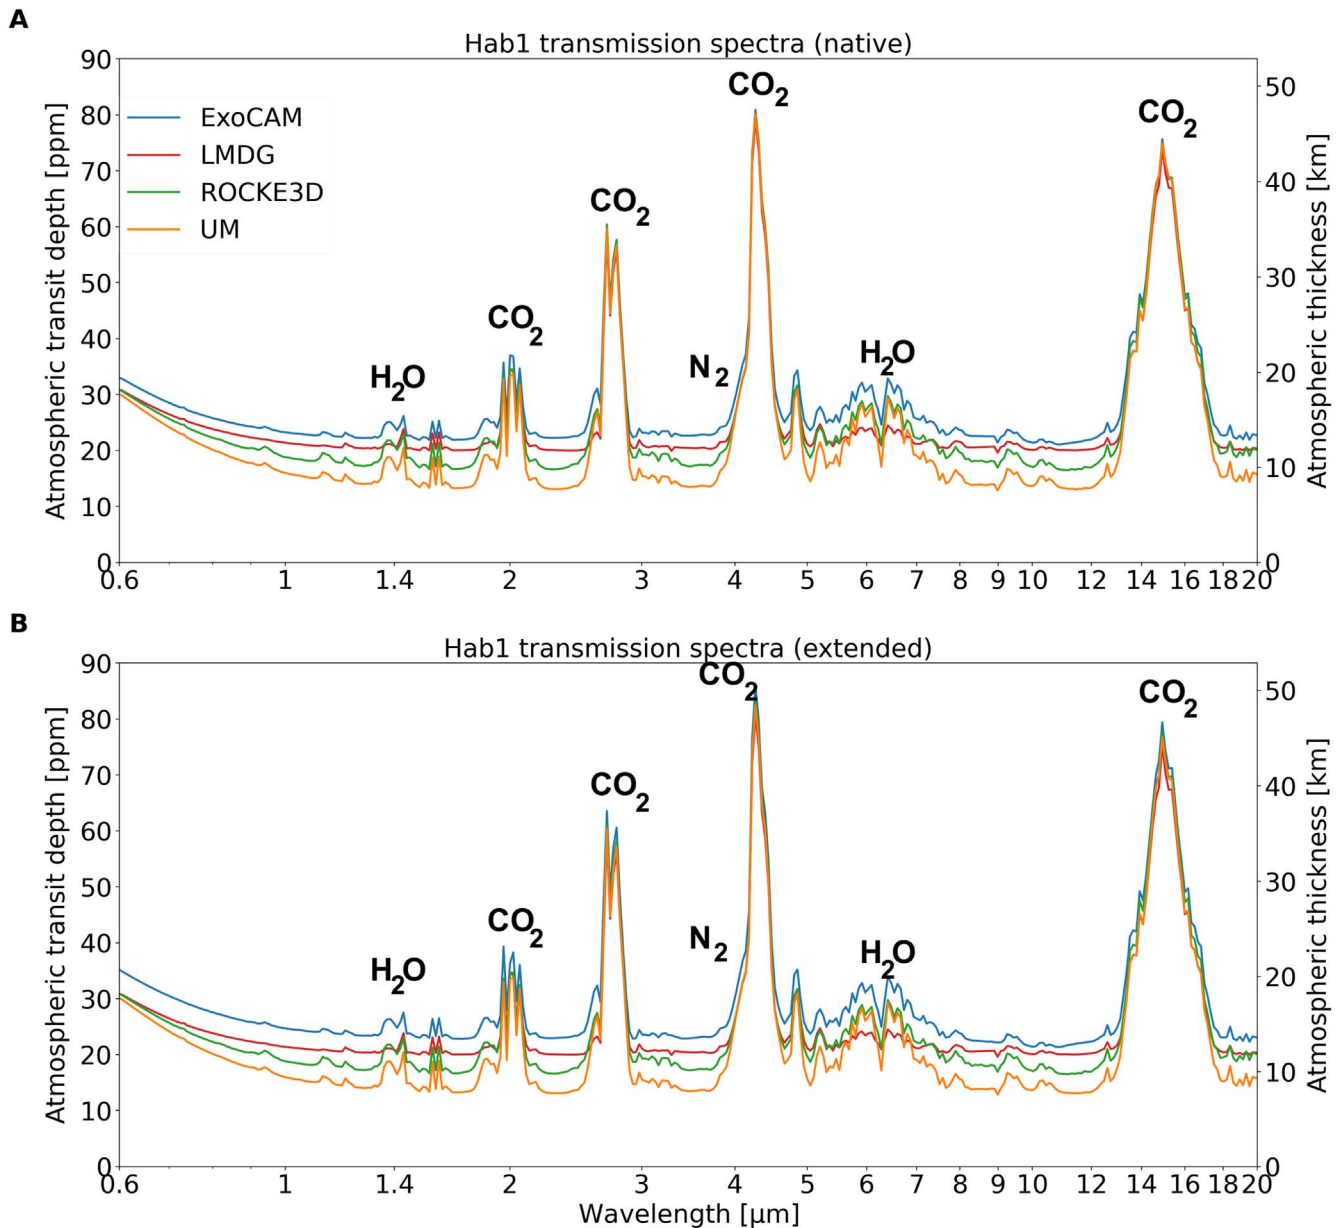 A
Hab1 transmission spectra (native)
Atmospheric transit depth [ppm]
Atmospheric thickness [km]
90
80
70
60
50
40
30
20
10
0
50
40
30
20
10
0
ExoCAM
LMDG
ROCKE3D
UM
H2O
CO2
CO2
N2
CO2
H2O
CO2
0.6 1 1.4 2 3 4 5 6 7 8 9 10 12 14 16 18 20
B
Hab1 transmission spectra (extended)
Atmospheric transit depth [ppm]
Atmospheric thickness [km]
90
80
70
60
50
40
30
20
10
0
50
40
30
20
10
0
H2O
CO2
CO2
N2
CO2
H2O
CO2
0.6 1 1.4 2 3 4 5 6 7 8 9 10 12 14 16 18 20
Wavelength [μm]